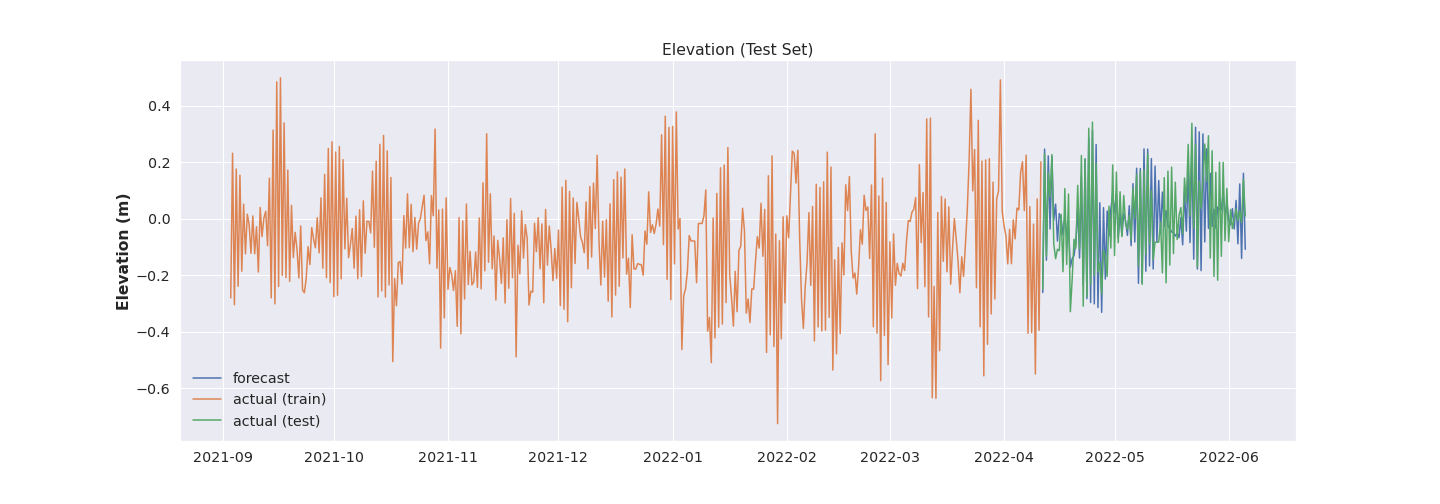 Elevation (Test Set)
Elevation (m)
0.4
0.2
0.0
−0.2
−0.4
−0.6
forecast
actual (train)
actual (test)
2021-09 2021-10 2021-11 2021-12 2022-01 2022-02 2022-03 2022-04 2022-05 2022-06